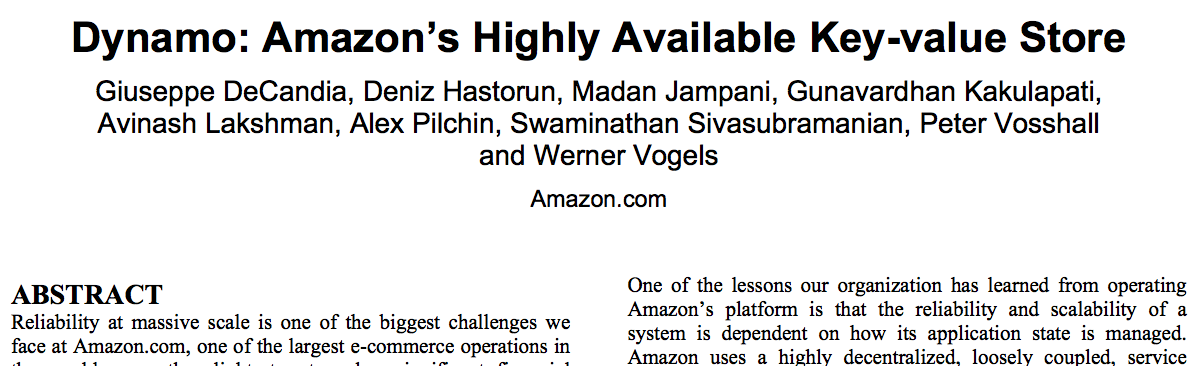 Dynamo: Amazon’s Highly Available Key-value Store
Giuseppe DeCandia, Deniz Hastorun, Madan Jampani, Gunavardhan Kakulapati,
Avinash Lakshman, Alex Pilchin, Swaminathan Sivasubramanian, Peter Vosshall
and Werner Vogels
Amazon.com
ABSTRACT
Reliability at massive scale is one of the biggest challenges we
face at Amazon.com, one of the largest e-commerce operations in
One of the lessons our organization has learned from operating
Amazon’s platform is that the reliability and scalability of a
system is dependent on how its application state is managed.
Amazon uses a highly decentralized, loosely coupled, service